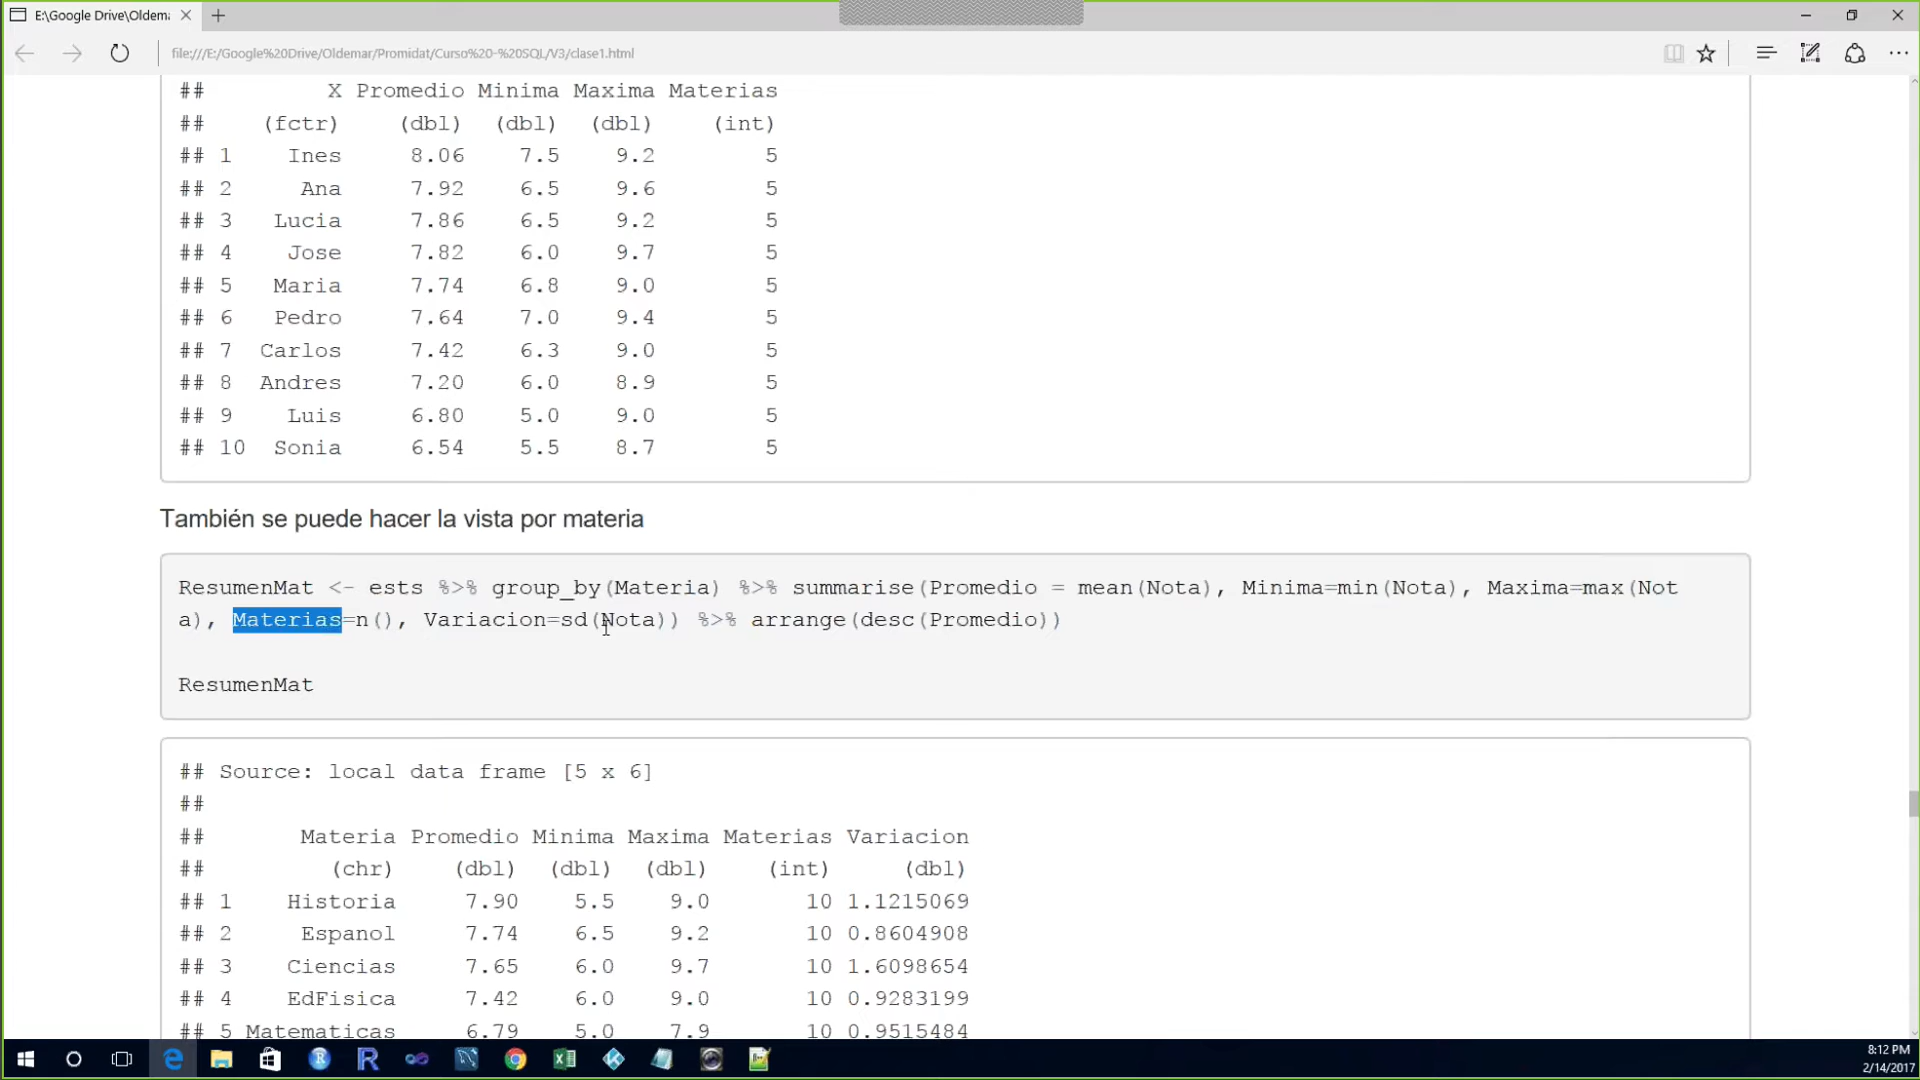 E:\Google Drive\Oldema
file:///E:/Google%20Drive/Oldemar/Promidat/Curso%20-%20SQL/V3/clase1.html
## X Promedio Minima Maxima Materias
## (fctr) (dbl) (dbl) (dbl) (int)
## 1 Ines 8.06 7.5 9.2 5
## 2 Ana 7.92 6.5 9.6 5
## 3 Lucia 7.86 6.5 9.2 5
## 4 Jose 7.82 6.0 9.7 5
## 5 Maria 7.74 6.8 9.0 5
## 6 Pedro 7.64 7.0 9.4 5
## 7 Carlos 7.42 6.3 9.0 5
## 8 Andres 7.20 6.0 8.9 5
## 9 Luis 6.80 5.0 9.0 5
## 10 Sonia 6.54 5.5 8.7 5
También se puede hacer la vista por materia
ResumenMat <- ests %>% group_by(Materia) %>% summarise(Promedio = mean(Nota), Minima=min(Nota), Maxima=max(Not
a), Materias=n(), Variacion=sd(Nota)) %>% arrange(desc(Promedio))
ResumenMat
## Source: local data frame [5 x 6]
##
## Materia Promedio Minima Maxima Materias Variacion
## (chr) (dbl) (dbl) (dbl) (int) (dbl)
## 1 Historia 7.90 5.5 9.0 10 1.1215069
## 2 Espanol 7.74 6.5 9.2 10 0.8604908
## 3 Ciencias 7.65 6.0 9.7 10 1.6098654
## 4 EdFisica 7.42 6.0 9.0 10 0.9283199
## 5 Matematicas 6.79 5.0 7.9 10 0.9515484
8:12 PM
2/14/2017